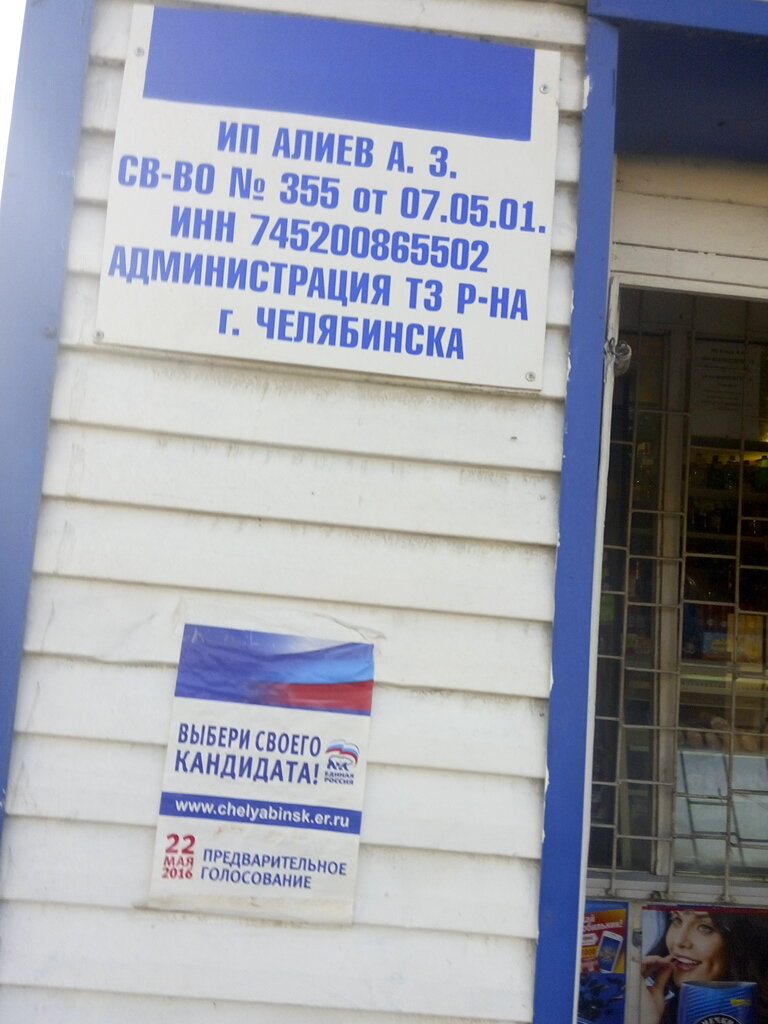 ИП АЛИЕВ А. З.
СВ-ВО № 355 от 07.05.01.
ИНН 745200865502
АДМИНИСТРАЦИЯ ТЗ Р-НА
г. ЧЕЛЯБИНСКА
ВЫБЕРИ СВОЕГО
КАНДИДАТА!
ЕДИНАЯ
РОССИЯ
www.chelyabinsk.er.ru
22
МАЯ
2016
ПРЕДВАРИТЕЛЬНОЕ
ГОЛОСОВАНИЕ